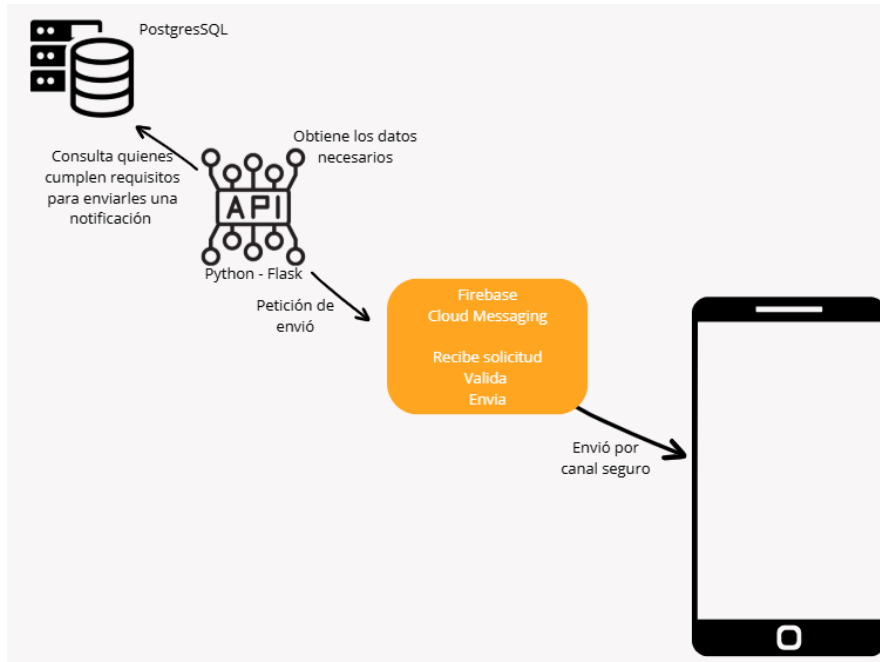 PostgresSQL
Consulta quienes
cumplen requisitos
para enviarles una
notificación
Obtiene los datos
necesarios
API
Python - Flask
Petición de
envió
Firebase
Cloud Messaging
Recibe solicitud
Valida
Envia
Envió por
canal seguro